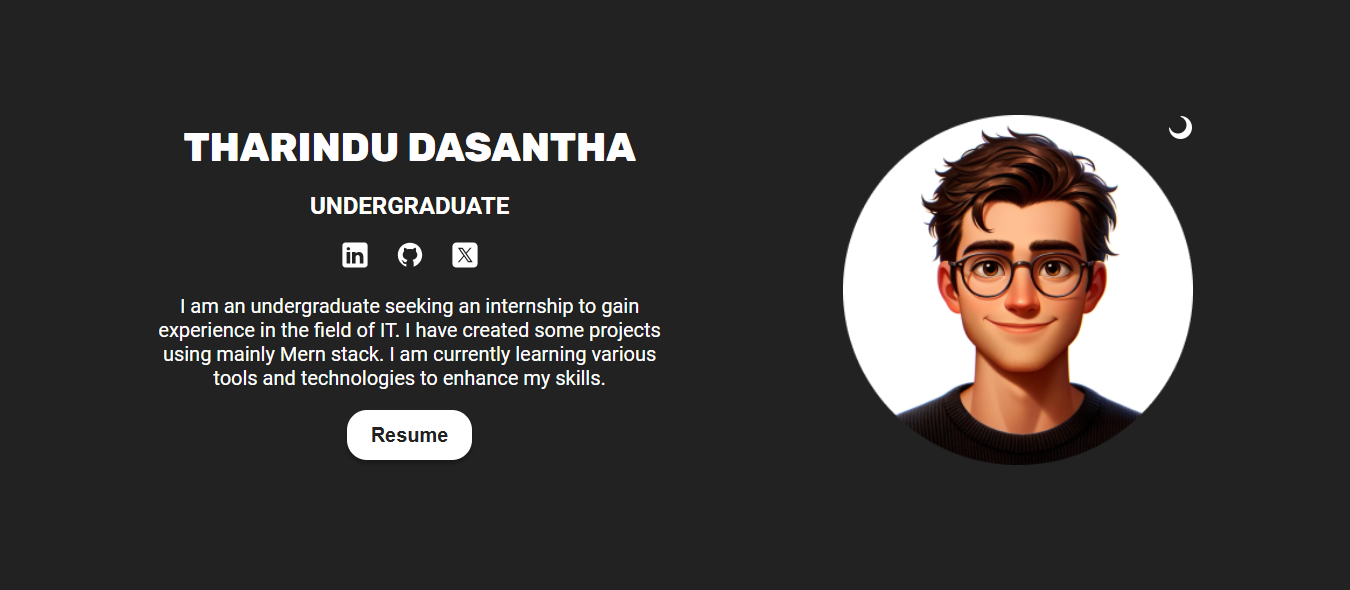 THARINDU DASANTHA
UNDERGRADUATE
in
X
I am an undergraduate seeking an internship to gain
experience in the field of IT. I have created some projects
using mainly Mern stack. I am currently learning various
tools and technologies to enhance my skills.
Resume